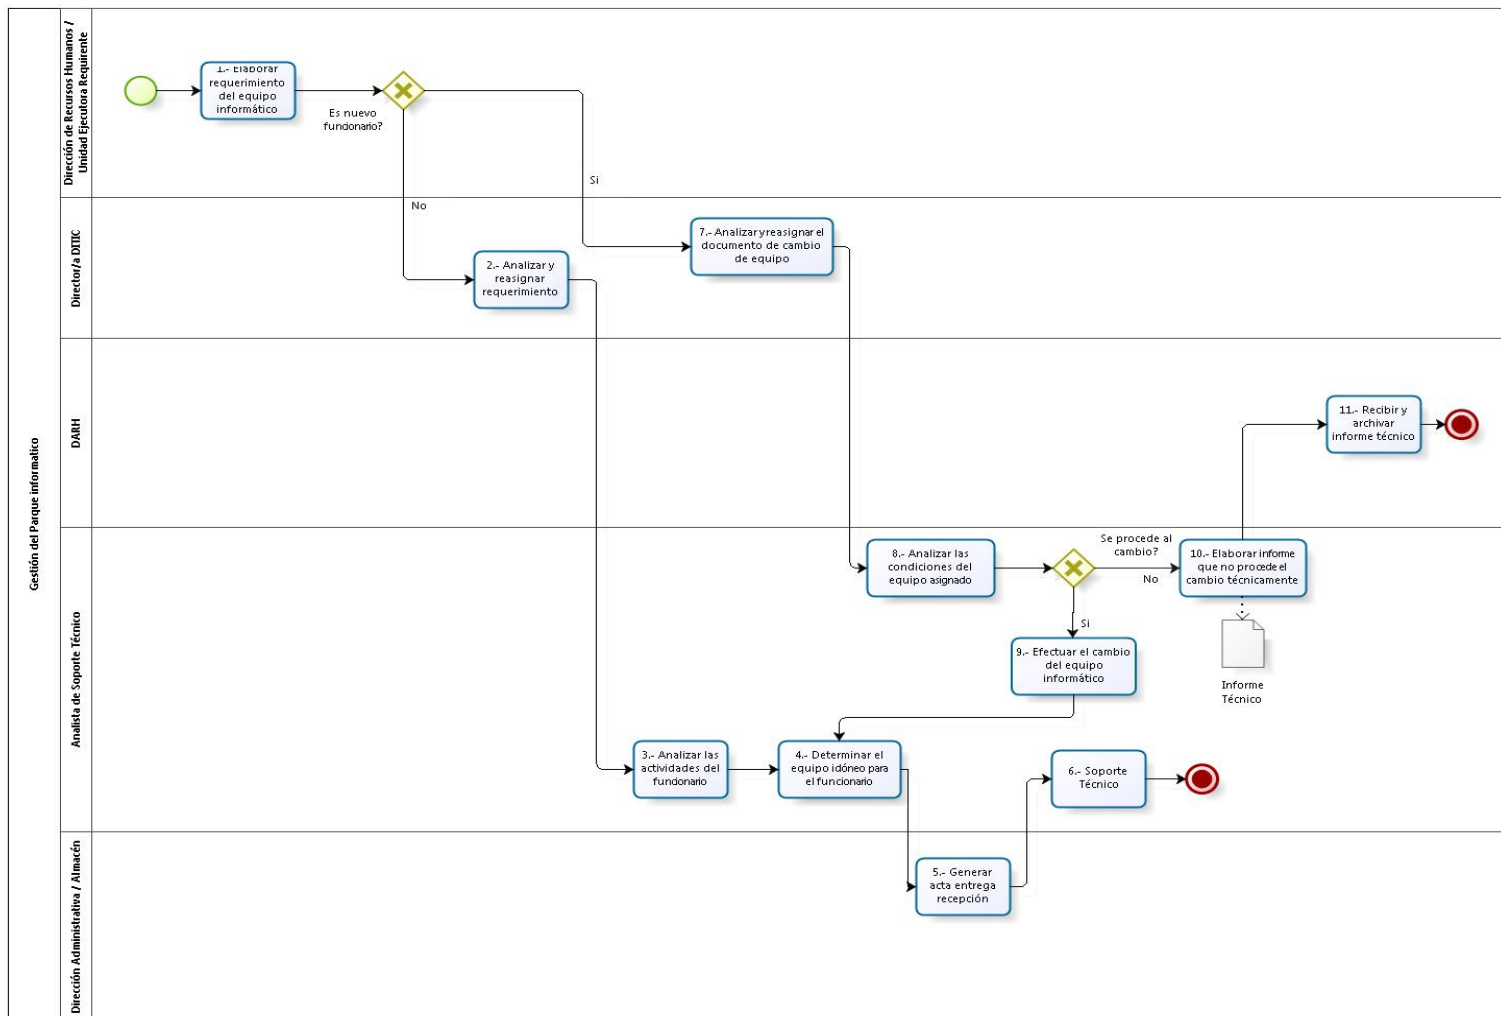 Gestión del Parque informatico
Dirección de Recursos Humanos /
Unidad Ejecutora Requirente
1.- Elaborar
requerimiento
del equipo
informático
Es nuevo
funcionario?
Si
No
Director/a DITIC
2.- Analizar y
reasignar
requerimiento
7.- Analizar y reasignar el
documento de cambio
de equipo
DARH
11.- Recibir y
archivar
informe técnico
Analista de Soporte Técnico
8.- Analizar las
condiciones del
equipo asignado
Se procede al
cambio?
No
Si
10.- Elaborar informe
que no procede el
cambio técnicamente
9.- Efectuar el cambio
del equipo
informático
Informe
Técnico
3.- Analizar las
actividades del
funcionario
4.- Determinar el
equipo idóneo para
el funcionario
6.- Soporte
Técnico
Dirección Administrativa / Almacén
5.- Generar
acta entrega
recepción